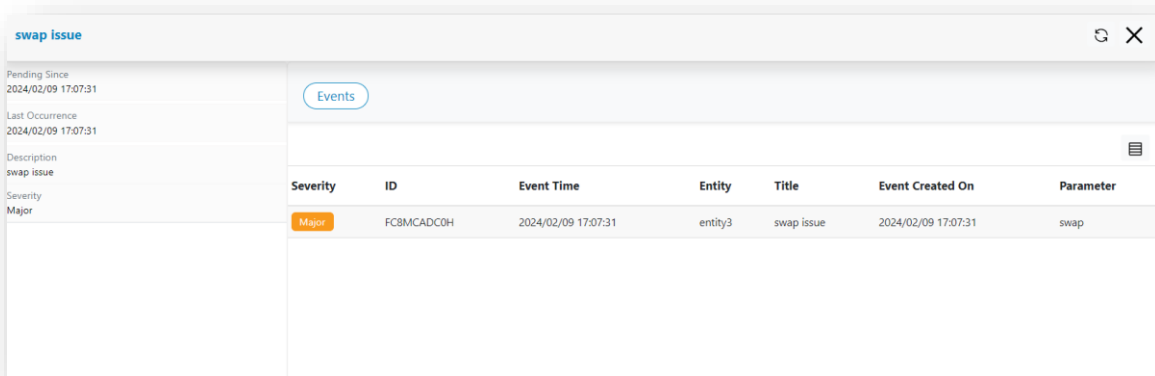 swap issue
Pending Since
2024/02/09 17:07:31
Last Occurrence
2024/02/09 17:07:31
Description
swap issue
Severity
Major
Events
Severity ID Event Time Entity Title Event Created On Parameter
Major FC8MCADC0H 2024/02/09 17:07:31 entity3 swap issue 2024/02/09 17:07:31 swap